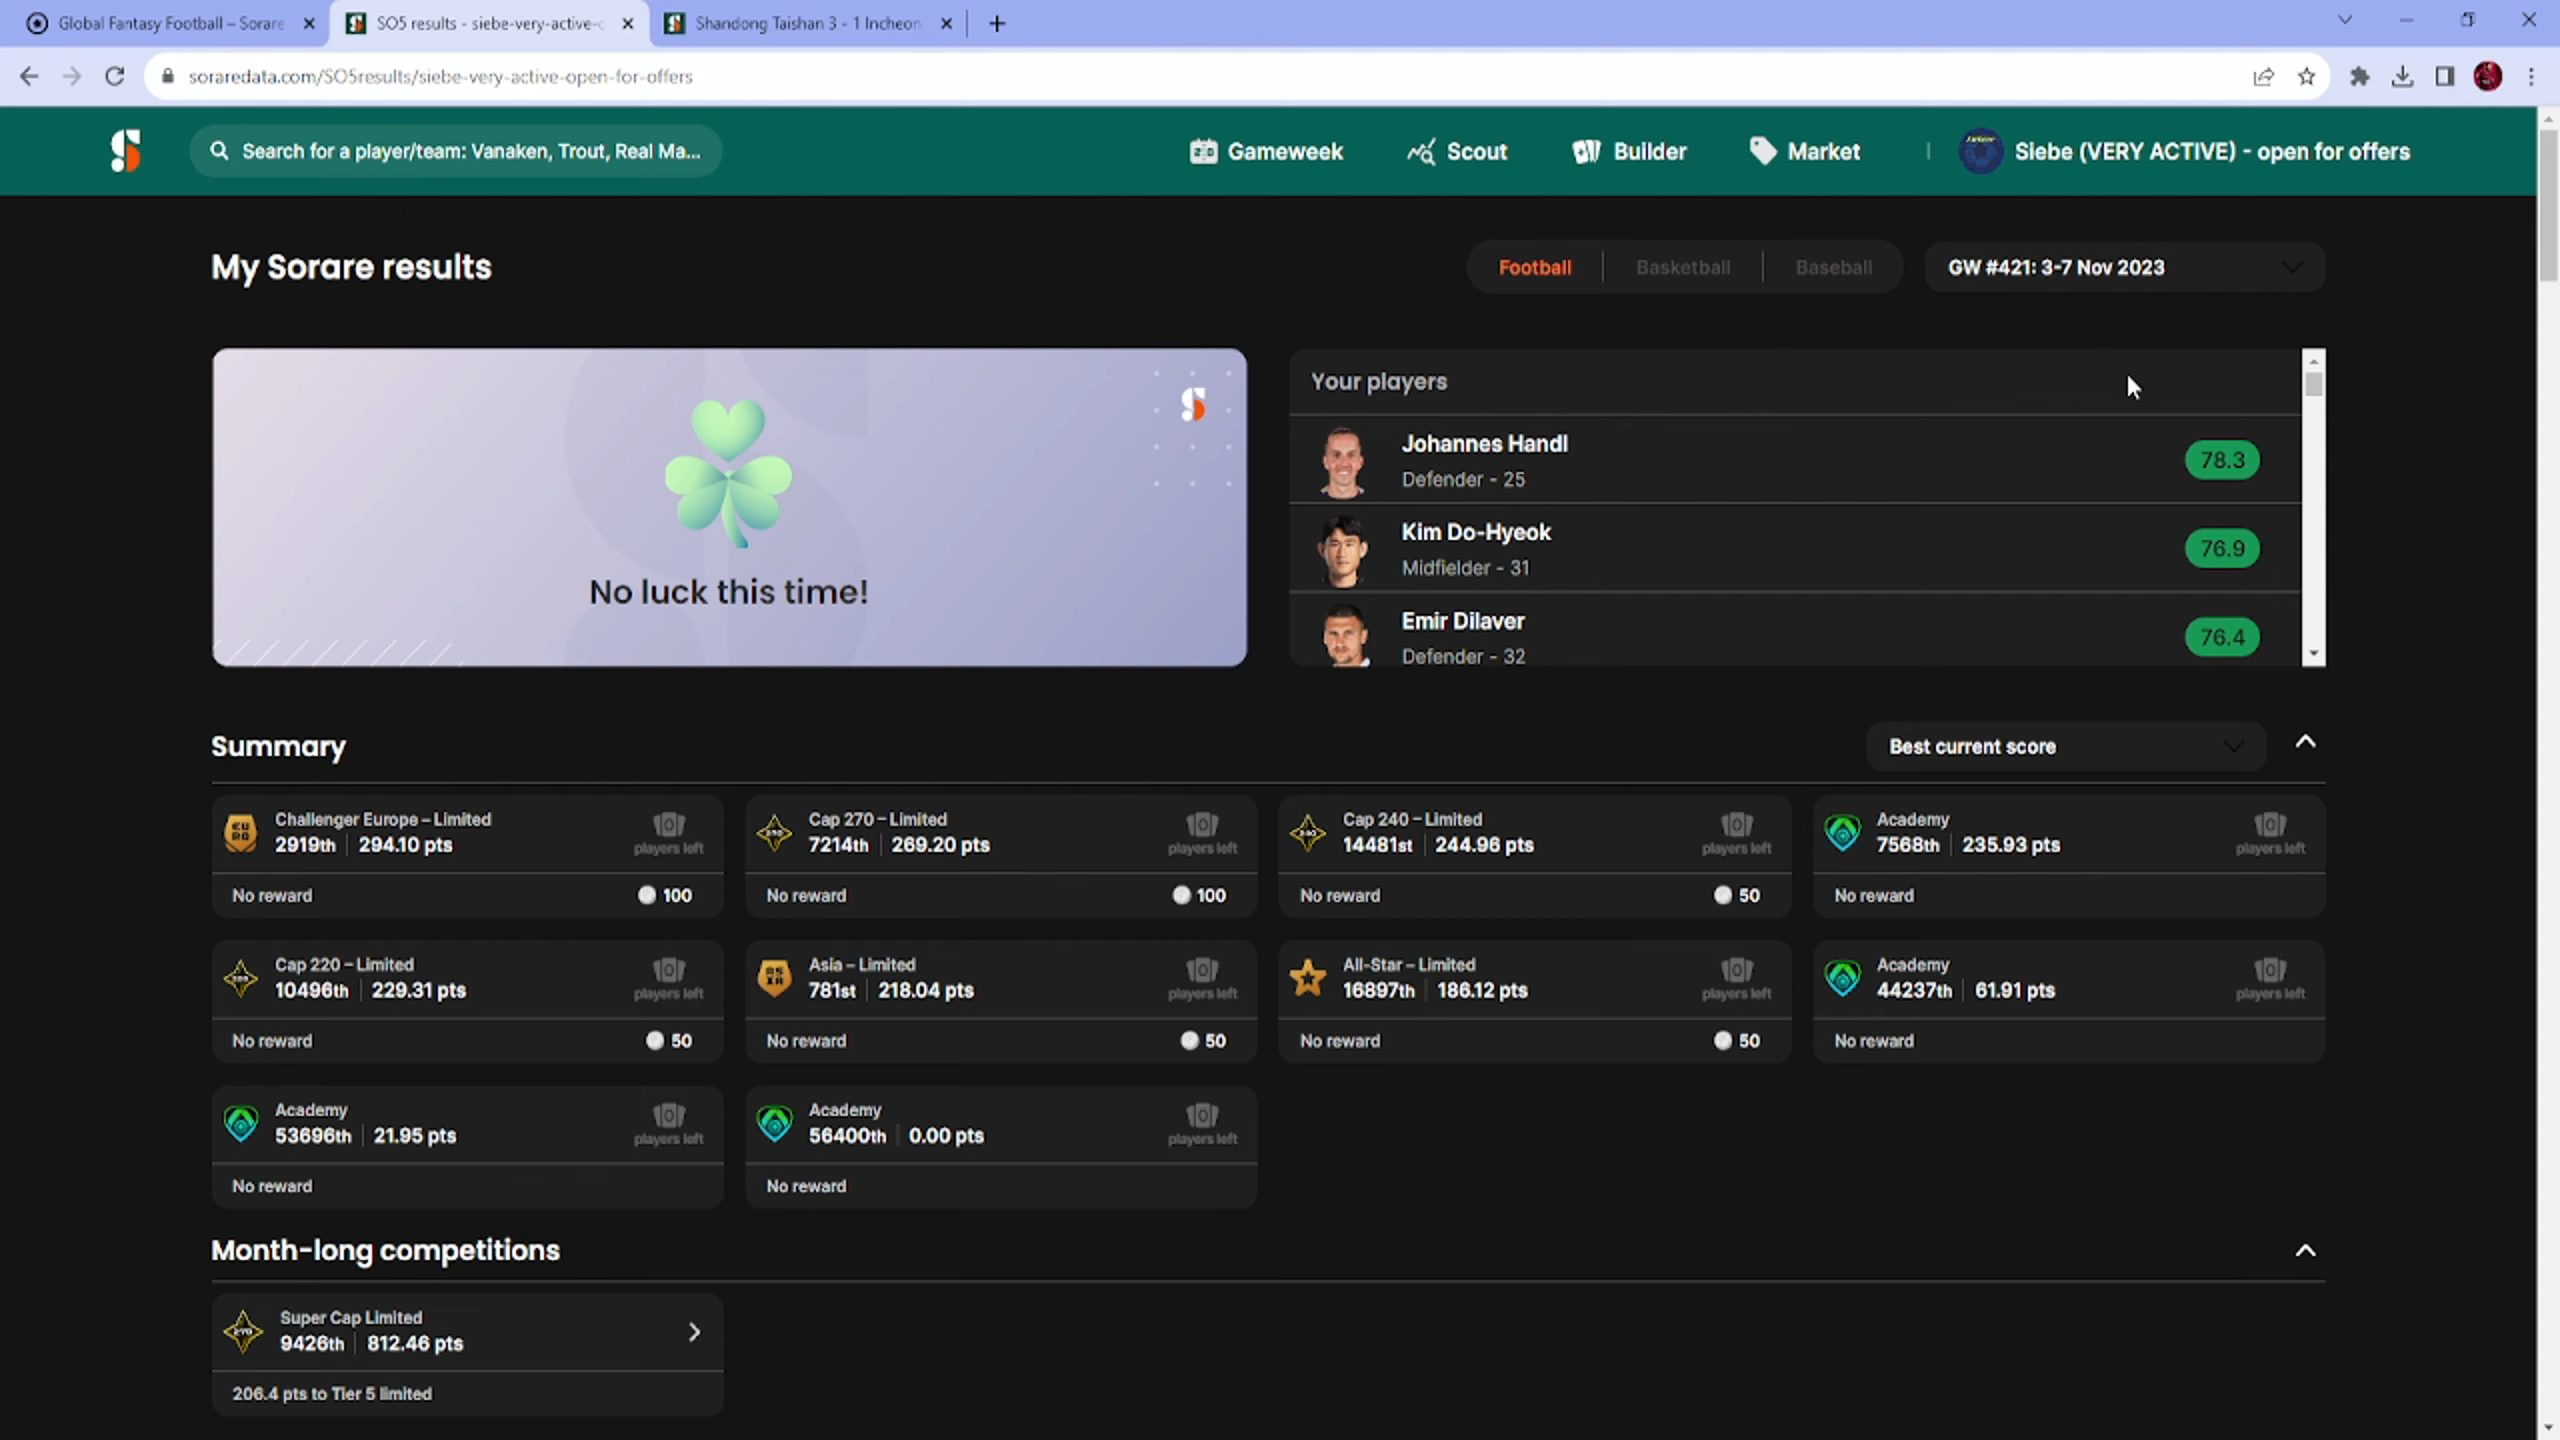 Global Fantasy Football – Sorare
SO5 results - siebe-very-active-
Shandong Taishan 3 - 1 Incheon
soraredata.com/SO5results/siebe-very-active-open-for-offers
Search for a player/team: Vanaken, Trout, Real Ma...
Gameweek
Scout
Builder
Market
Siebe (VERY ACTIVE) - open for offers
My Sorare results
Football
Basketball
Baseball
GW #421: 3-7 Nov 2023
No luck this time!
Your players
Johannes Handl
Defender - 25
78.3
Kim Do-Hyeok
Midfielder - 31
76.9
Emir Dilaver
Defender - 32
76.4
Summary
Best current score
Challenger Europe – Limited
2919th | 294.10 pts
0
players left
No reward
100
Cap 270 – Limited
7214th | 269.20 pts
0
players left
No reward
100
Cap 240 – Limited
14481st | 244.96 pts
0
players left
No reward
50
Academy
7568th | 235.93 pts
0
players left
No reward
Cap 220 – Limited
10496th | 229.31 pts
0
players left
No reward
50
Asia – Limited
781st | 218.04 pts
0
players left
No reward
50
All-Star – Limited
16897th | 186.12 pts
0
players left
No reward
50
Academy
44237th | 61.91 pts
0
players left
No reward
Academy
53696th | 21.95 pts
0
players left
No reward
Academy
56400th | 0.00 pts
0
players left
No reward
Month-long competitions
Super Cap Limited
9426th | 812.46 pts
206.4 pts to Tier 5 limited